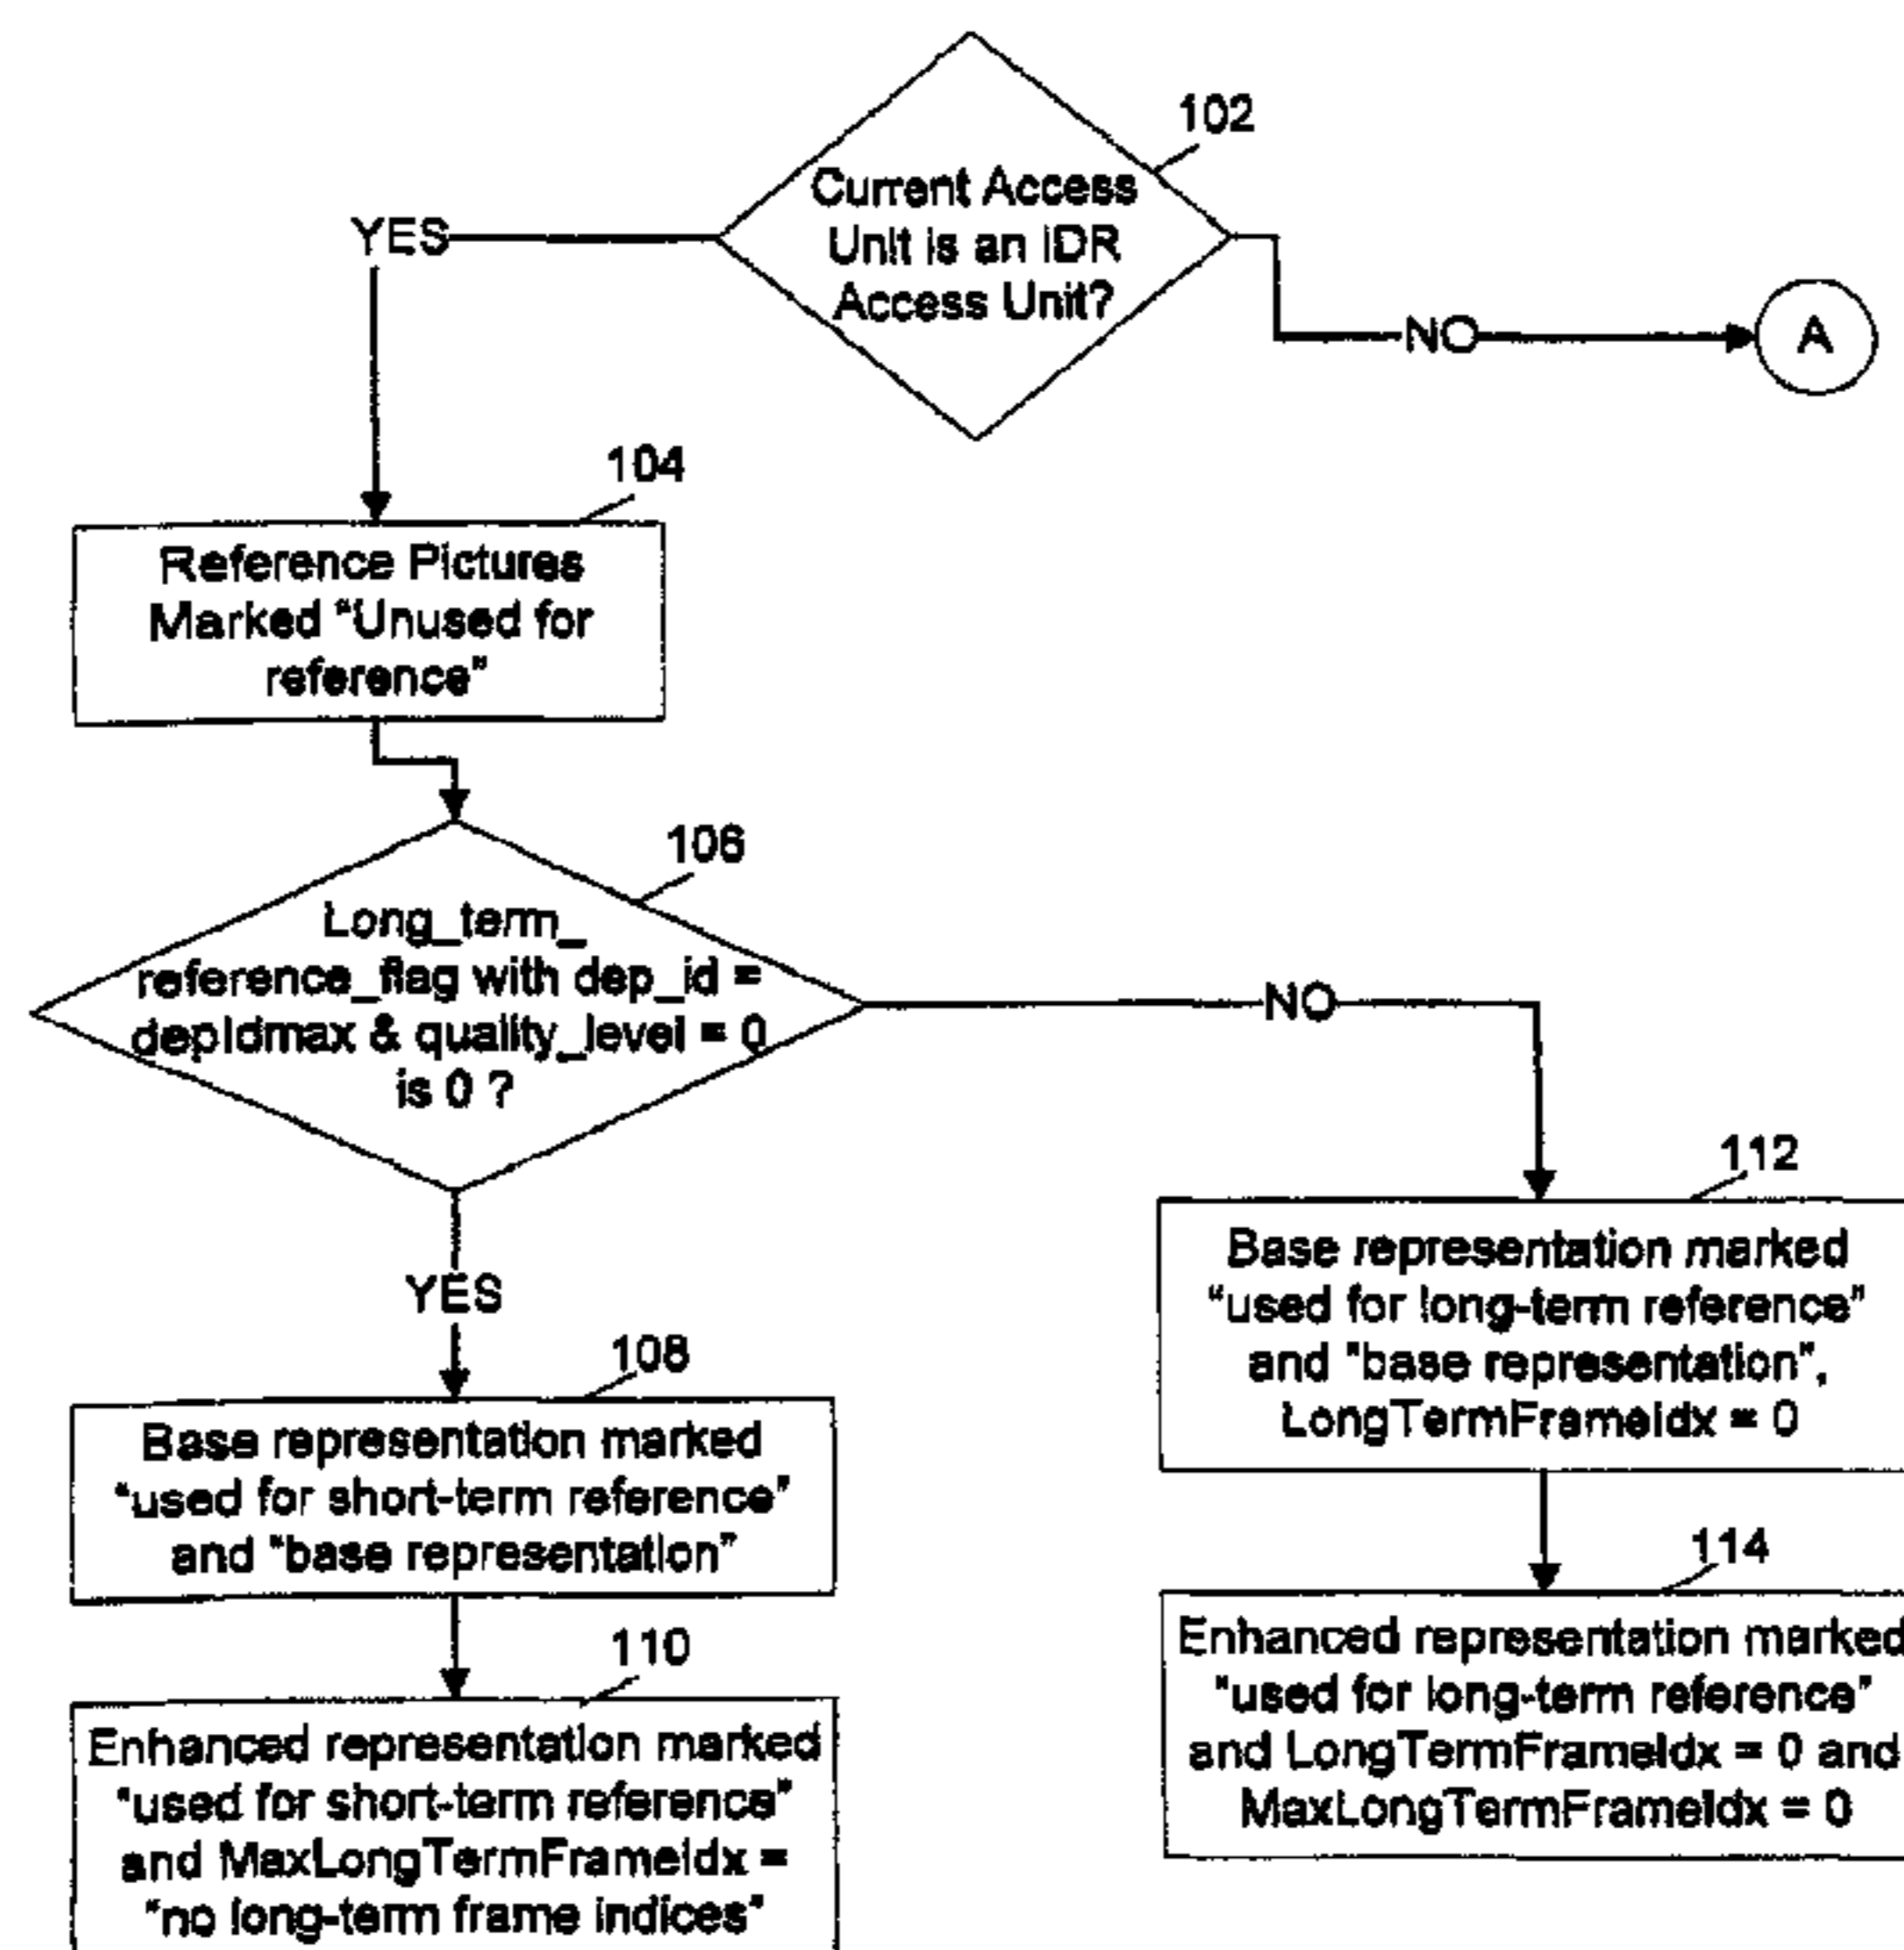 102
Current Access
Unit is an IDR
Access Unit?
YES
NO
A
104
Reference Pictures
Marked "Unused for
reference"
106
Long_term_
reference_flag with dep_id =
depIdmax & quality_level = 0
is 0 ?
NO
YES
108
Base representation marked
"used for short-term reference"
and "base representation"
110
Enhanced representation marked
"used for short-term reference"
and MaxLongTermFrameIdx =
"no long-term frame indices"
112
Base representation marked
"used for long-term reference"
and "base representation",
LongTermFrameIdx = 0
114
Enhanced representation marked
"used for long-term reference"
and LongTermFrameIdx = 0 and
MaxLongTermFrameIdx = 0